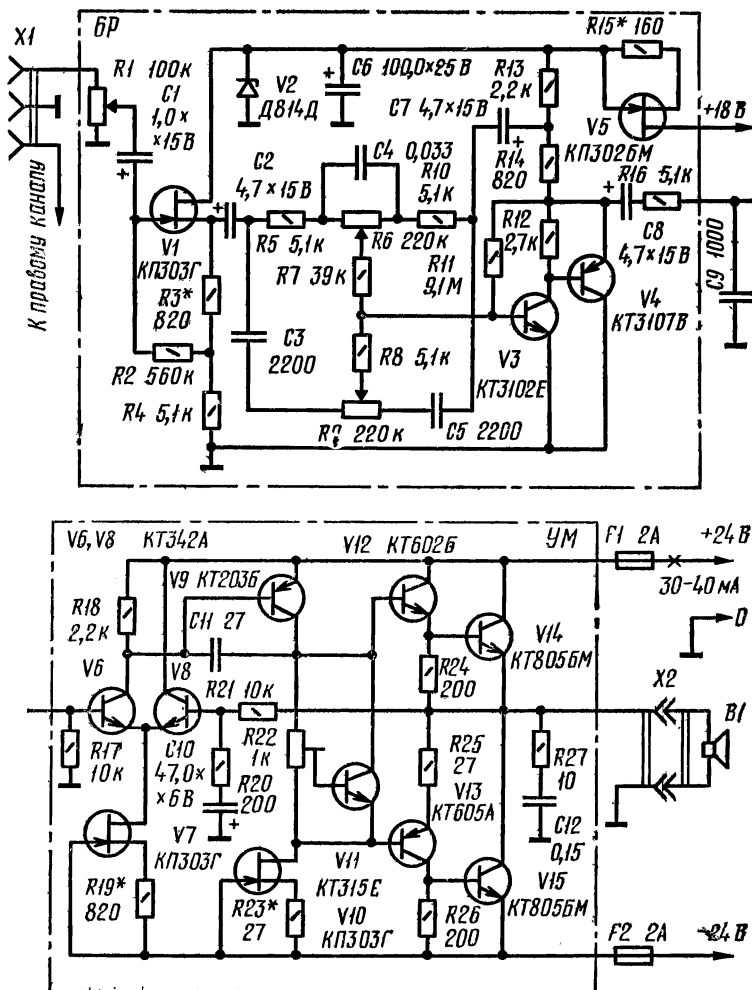 X1
БР
R1 100к
C1
1,0×
×15В
К правому каналу
V2
Д814Д
C6 100,0×25В
C7 4,7×15В
R13
2,2к
R15* 160
V5
КП302БМ
+18В
C2
4,7×15В
C4
0,033
R10
5,1к
R14
820
R16 5,1к
V1
КП303Г
R5 5,1к
R6 220к
R7 39к
R11
9,1М
R12
2,7к
C8
4,7×15В
C9 1000
R3*
820
C3
2200
R8 5,1к
V3
КТ3102Е
V4
КТ3107В
R2 560к
R4 5,1к
220к
C5 2200
V6, V8
КТ342А
V12
КТ602Б
УМ
F1 2А
+24В
30-40мА
V9 КТ203Б
R18
2,2к
C11 27
0
V14
КТ805БМ
V6
V8
R21 10к
R24
200
X2
B1
R17
10к
C10
47,0×
×6В
R22
1к
R20
200
R25
27
R27
10
V13
КТ605А
C12
0,15
V7
КП303Г
R19*
820
V11
КТ315Е
R23*
27
V10
КП303Г
R26
200
V15
КТ805БМ
F2 2А
-24В